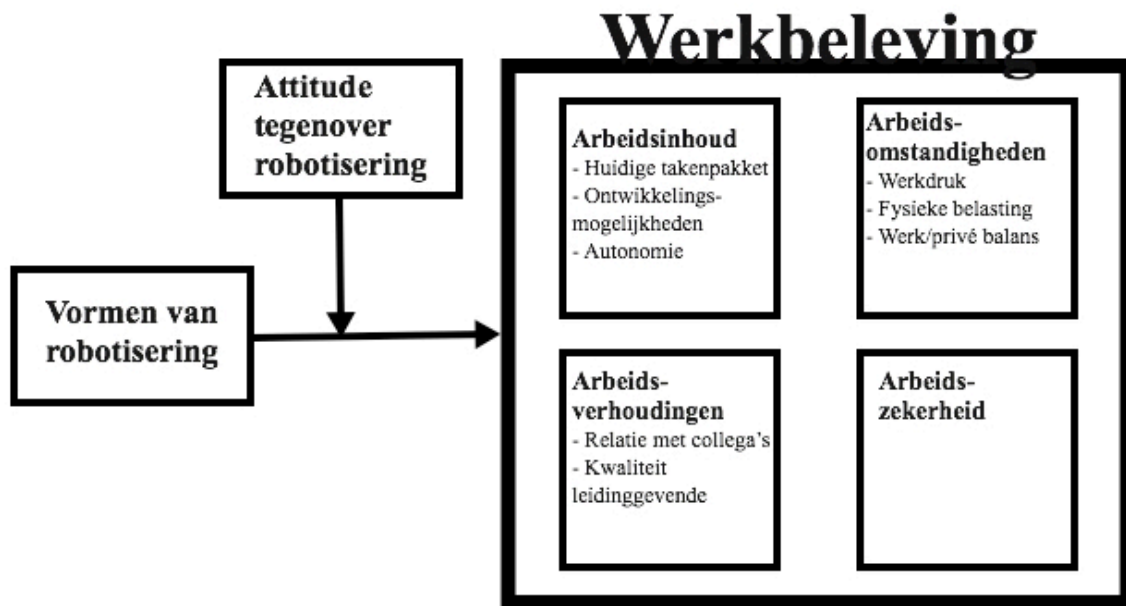 Werkbeleving
Attitude
tegenover
robotisering
Vormen van
robotisering
Arbeidsinhoud
- Huidige takenpakket
- Ontwikkelings-
mogelijkheden
- Autonomie
Arbeids-
omstandigheden
- Werkdruk
- Fysieke belasting
- Werk/privé balans
Arbeids-
verhoudingen
- Relatie met collega's
- Kwaliteit
leidinggevende
Arbeids-
zekerheid